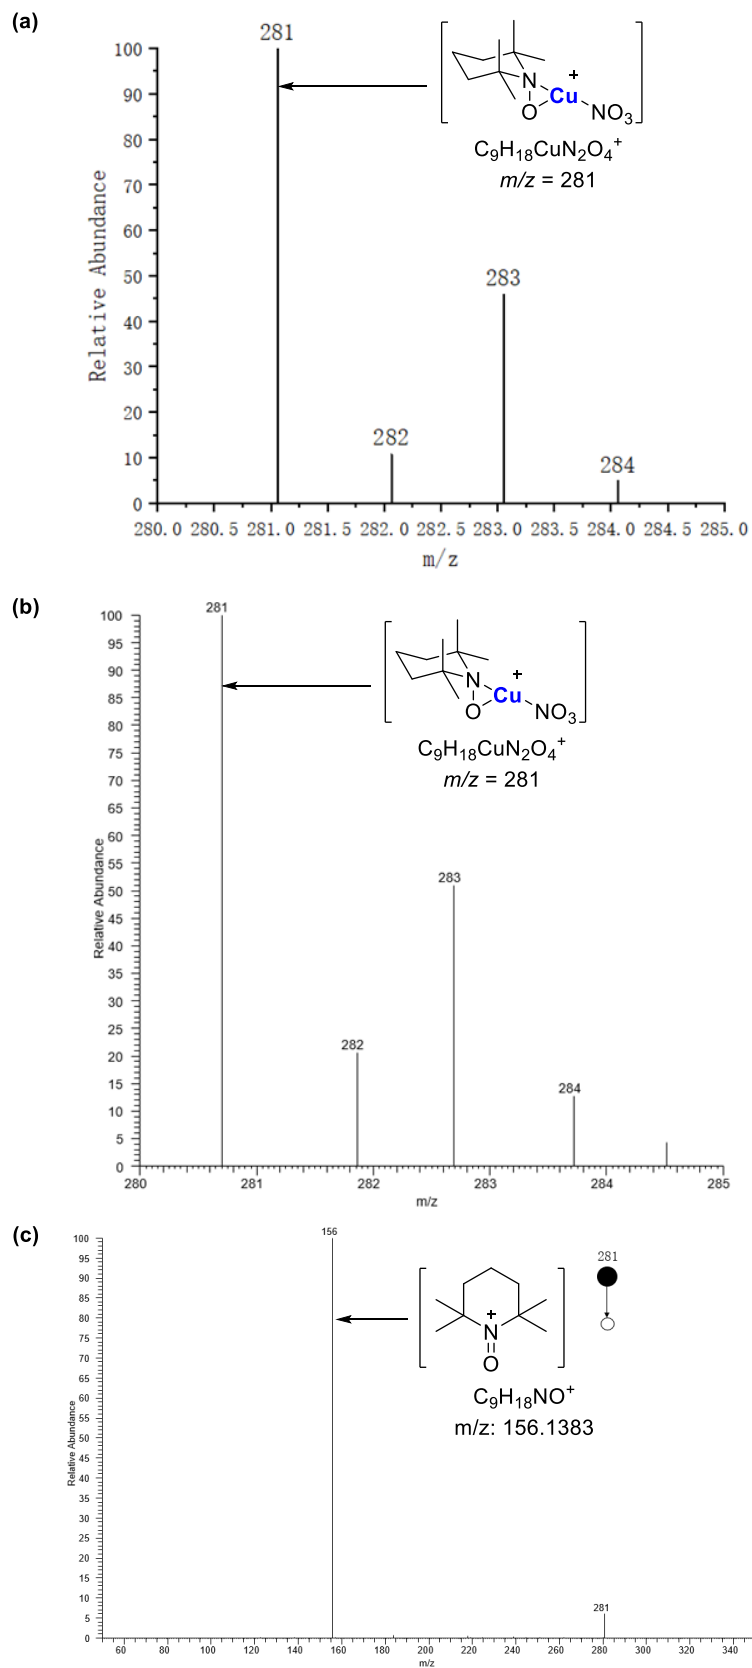 (a)
281
100
90
80
70
60
50
40
30
20
10
0
Relative Abundance
N
O
Cu
+
NO3
C9H18CuN2O4+
m/z = 281
283
282
284
280.0 280.5 281.0 281.5 282.0 282.5 283.0 283.5 284.0 284.5 285.0
m/z
(b)
281
100
95
90
85
80
75
70
65
60
55
50
45
40
35
30
25
20
15
10
5
0
Relative Abundance
N
O
Cu
+
NO3
C9H18CuN2O4+
m/z = 281
283
282
284
280 281 282 283 284 285
m/z
(c)
156
100
95
90
85
80
75
70
65
60
55
50
45
40
35
30
25
20
15
10
5
0
Relative Abundance
+
N
O
281
C9H18NO+
m/z: 156.1383
281
60 80 100 120 140 160 180 200 220 240 260 280 300 320 340
m/z